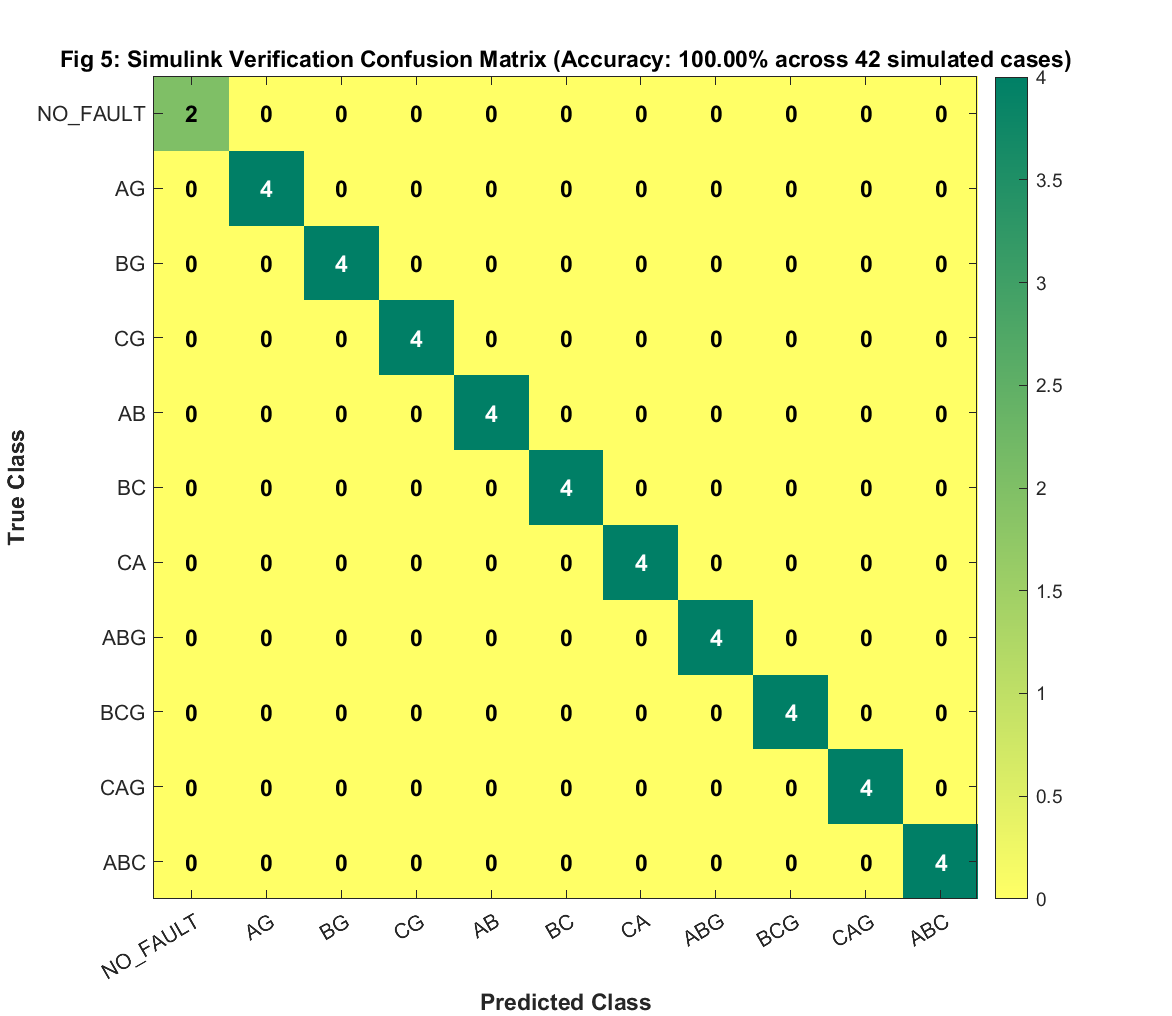 Fig 5: Simulink Verification Confusion Matrix (Accuracy: 100.00% across 42 simulated cases)
NO_FAULT 2 0 0 0 0 0 0 0 0 0 0
AG 0 4 0 0 0 0 0 0 0 0 0
BG 0 0 4 0 0 0 0 0 0 0 0
CG 0 0 0 4 0 0 0 0 0 0 0
AB 0 0 0 0 4 0 0 0 0 0 0
BC 0 0 0 0 0 4 0 0 0 0 0
CA 0 0 0 0 0 0 4 0 0 0 0
ABG 0 0 0 0 0 0 0 4 0 0 0
BCG 0 0 0 0 0 0 0 0 4 0 0
CAG 0 0 0 0 0 0 0 0 0 4 0
ABC 0 0 0 0 0 0 0 0 0 0 4
NO_FAULT AG BG CG AB BC CA ABG BCG CAG ABC
Predicted Class
True Class
4
3.5
3
2.5
2
1.5
1
0.5
0